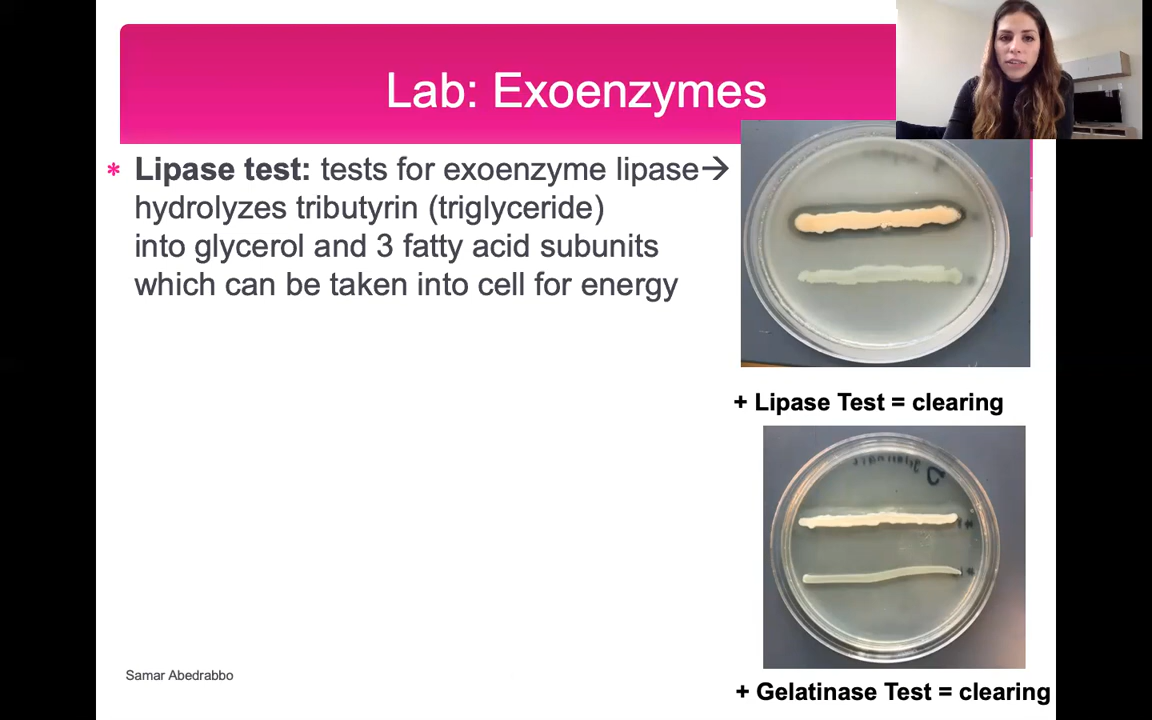 Lab: Exoenzymes
* Lipase test: tests for exoenzyme lipase→
hydrolyzes tributyrin (triglyceride)
into glycerol and 3 fatty acid subunits
which can be taken into cell for energy
+ Lipase Test = clearing
+ Gelatinase Test = clearing
Samar Abedrabbo